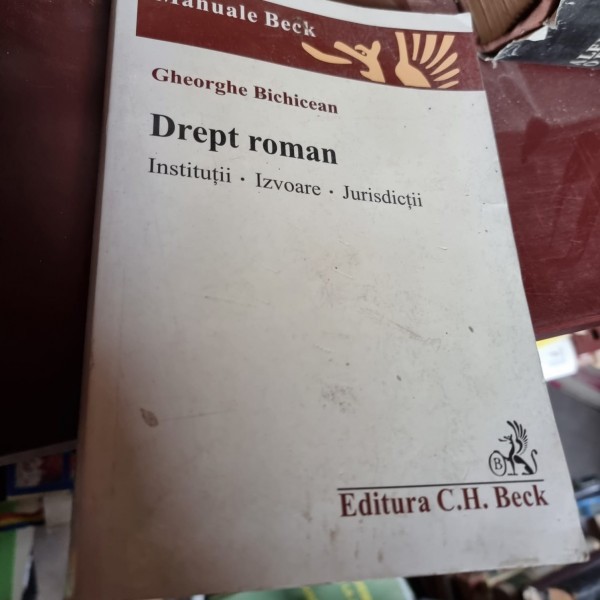 Manuale Beck
Gheorghe Bichicean
Drept roman
Instituții · Izvoare · Jurisdicții
B
Editura C.H. Beck